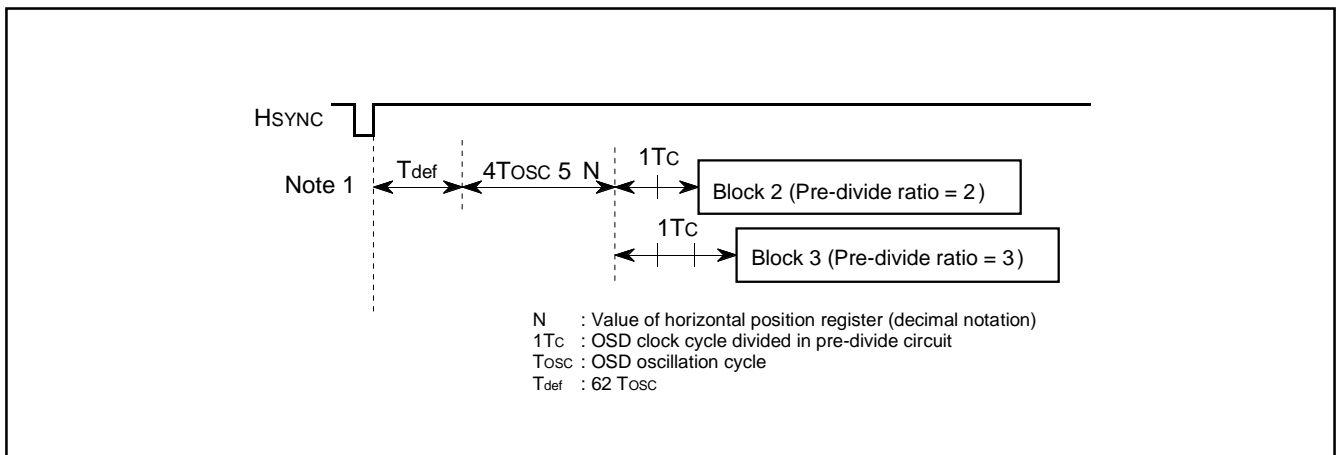 HSYNC
Note 1
Tdef
4TOSC 5 N
1TC
Block 2 (Pre-divide ratio = 2)
1TC
Block 3 (Pre-divide ratio = 3)
N : Value of horizontal position register (decimal notation)
1TC : OSD clock cycle divided in pre-divide circuit
TOSC : OSD oscillation cycle
Tdef : 62 TOSC